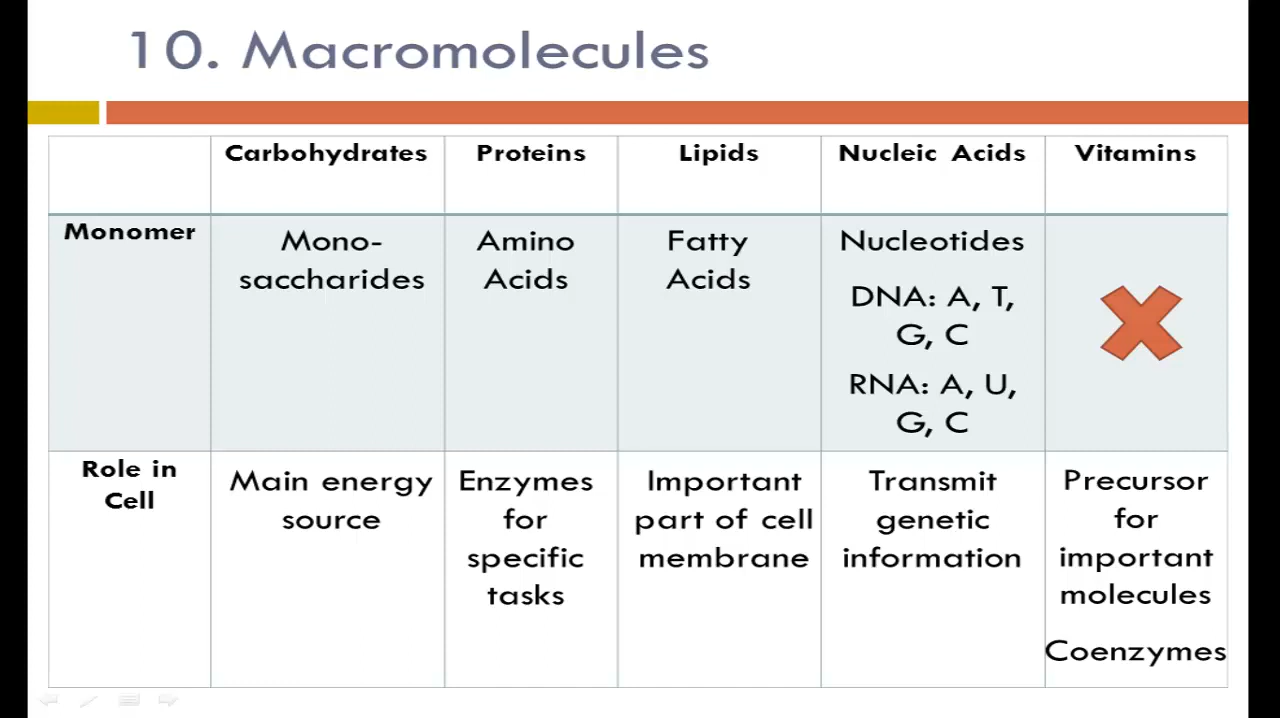 10. Macromolecules
Carbohydrates Proteins Lipids Nucleic Acids Vitamins
Monomer
Mono-
saccharides
Amino
Acids
Fatty
Acids
Nucleotides
DNA: A, T,
G, C
RNA: A, U,
G, C
Role in
Cell
Main energy
source
Enzymes
for
specific
tasks
Important
part of cell
membrane
Transmit
genetic
information
Precursor
for
important
molecules
Coenzymes